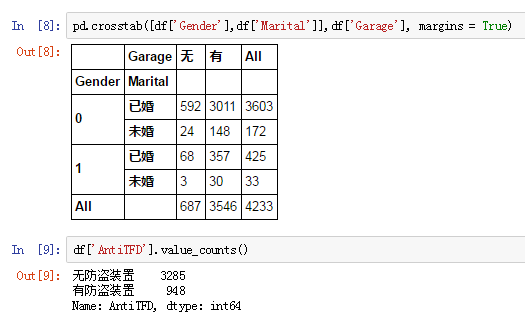 In [8]: pd.crosstab([df['Gender'],df['Marital']],df['Garage'], margins = True)
Out[8]:
Garage 无 有 All
Gender Marital
0 已婚 592 3011 3603
未婚 24 148 172
1 已婚 68 357 425
未婚 3 30 33
All 687 3546 4233
In [9]: df['AntiTFD'].value_counts()
Out[9]: 无防盗装置 3285
有防盗装置 948
Name: AntiTFD, dtype: int64